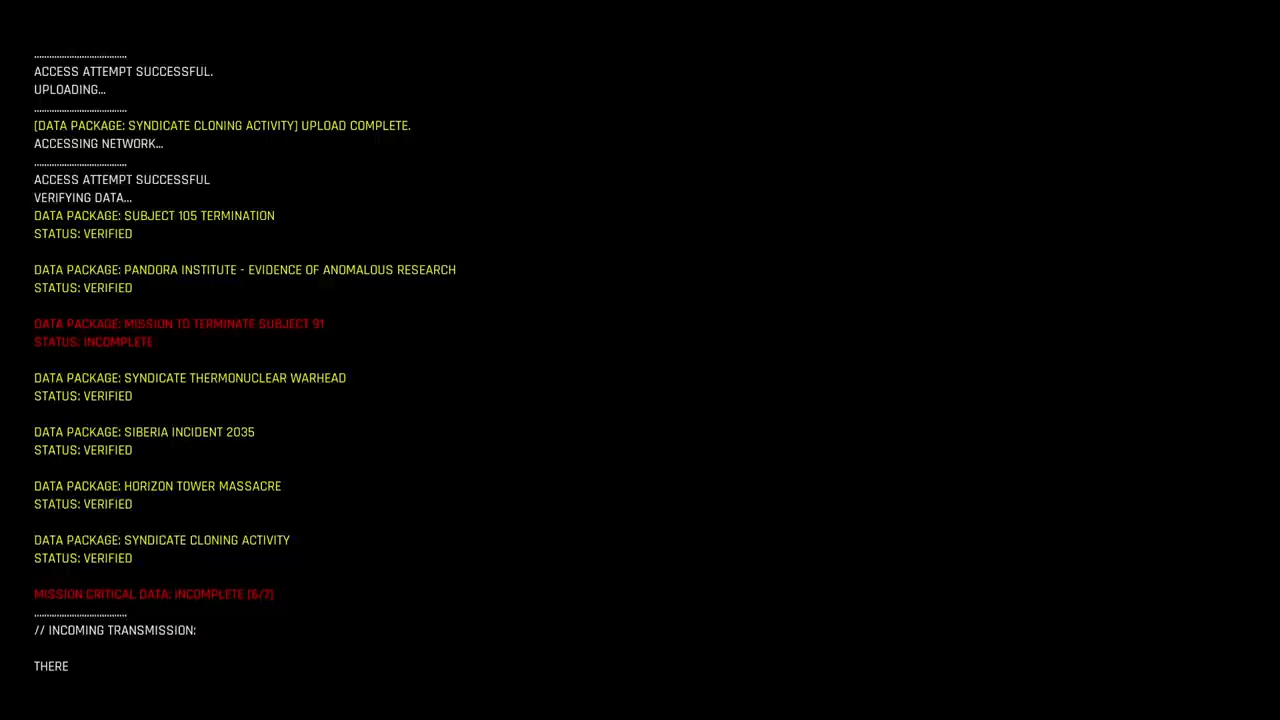 .....................................
ACCESS ATTEMPT SUCCESSFUL.
UPLOADING...
.....................................
[DATA PACKAGE: SYNDICATE CLONING ACTIVITY] UPLOAD COMPLETE.
ACCESSING NETWORK...
.....................................
ACCESS ATTEMPT SUCCESSFUL
VERIFYING DATA...
DATA PACKAGE: SUBJECT 105 TERMINATION
STATUS: VERIFIED
DATA PACKAGE: PANDORA INSTITUTE - EVIDENCE OF ANOMALOUS RESEARCH
STATUS: VERIFIED
DATA PACKAGE: MISSION TO TERMINATE SUBJECT 91
STATUS: INCOMPLETE
DATA PACKAGE: SYNDICATE THERMONUCLEAR WARHEAD
STATUS: VERIFIED
DATA PACKAGE: SIBERIA INCIDENT 2035
STATUS: VERIFIED
DATA PACKAGE: HORIZON TOWER MASSACRE
STATUS: VERIFIED
DATA PACKAGE: SYNDICATE CLONING ACTIVITY
STATUS: VERIFIED
MISSION CRITICAL DATA: INCOMPLETE [6/7]
.....................................
// INCOMING TRANSMISSION:
THERE